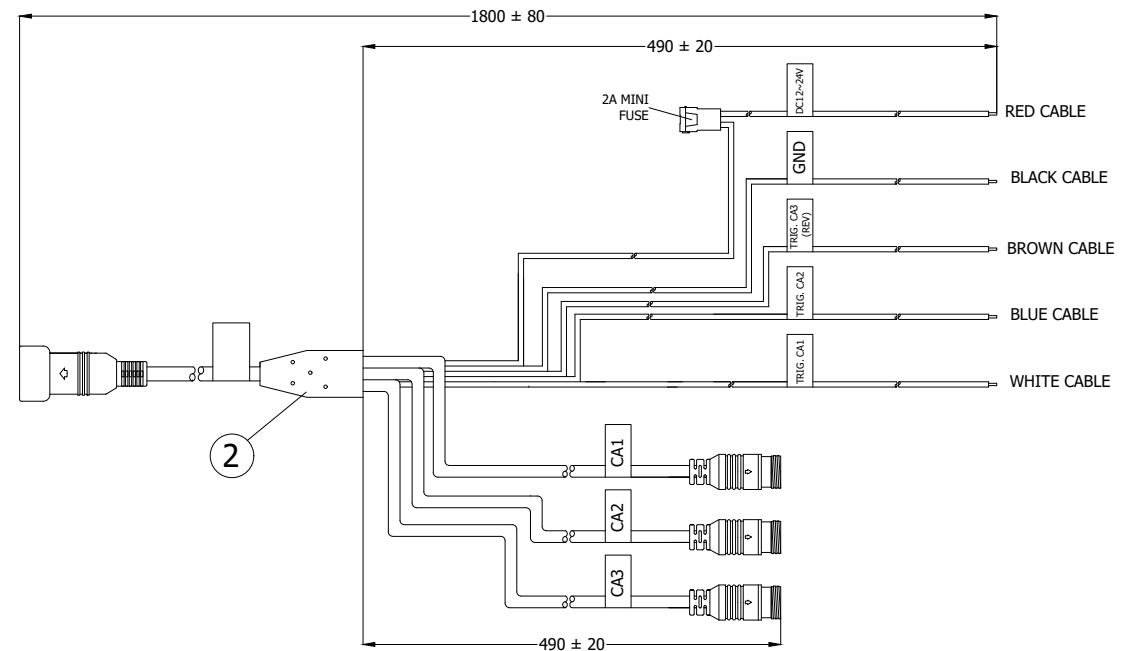 1800 ± 80
490 ± 20
2A MINI
FUSE
DC12~24V
RED CABLE
GND
BLACK CABLE
TRIG. CA3
(REV)
BROWN CABLE
TRIG. CA2
BLUE CABLE
TRIG. CA1
WHITE CABLE
2
CA1
CA2
CA3
490 ± 20